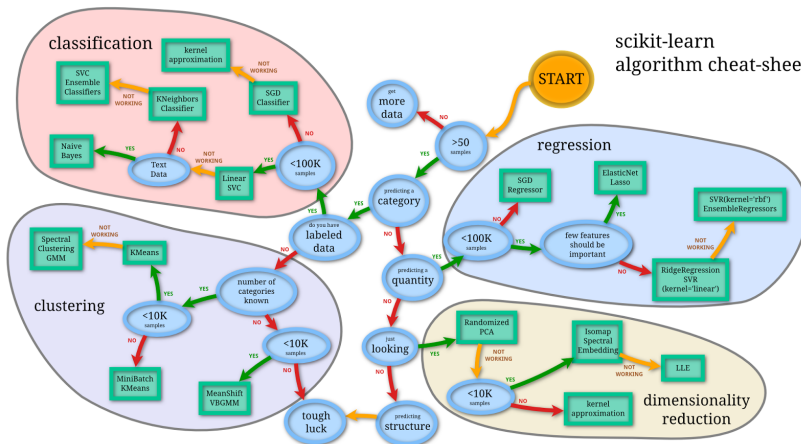 scikit-learn
algorithm cheat-shee
START
classification
kernel
approximation
NOT
WORKING
SVC
Ensemble
Classifiers
NOT
WORKING
KNeighbors
Classifier
SGD
Classifier
NO
NO
Naive
Bayes
YES
Text
Data
NOT
WORKING
Linear
SVC
YES
<100K
samples
get
more
data
NO
>50
samples
YES
predicting a
category
YES
do you have
labeled
data
YES
NO
NO
predicting a
quantity
YES
NO
just
looking
YES
NO
predicting
structure
tough
luck
regression
SGD
Regressor
NO
<100K
samples
YES
few features
should be
important
YES
ElasticNet
Lasso
NO
RidgeRegression
SVR
(kernel='linear')
NOT
WORKING
SVR(kernel='rbf')
EnsembleRegressors
clustering
Spectral
Clustering
GMM
NOT
WORKING
KMeans
YES
<10K
samples
YES
number of
categories
known
NO
NO
<10K
samples
YES
NO
MiniBatch
KMeans
MeanShift
VBGMM
dimensionality
reduction
Randomized
PCA
NOT
WORKING
<10K
samples
YES
NO
Isomap
Spectral
Embedding
NOT
WORKING
LLE
kernel
approximation